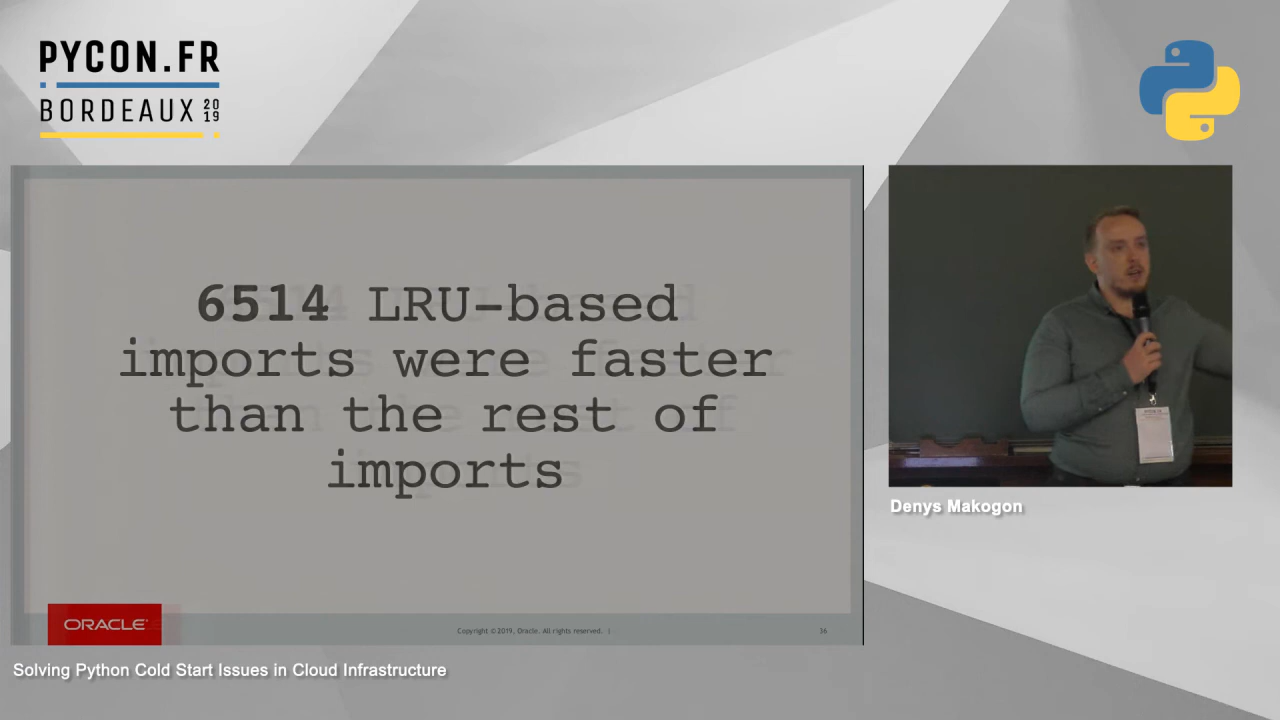 PYCON.FR
BORDEAUX 2019
6514 LRU-based
imports were faster
than the rest of
imports
ORACLE
Copyright © 2019, Oracle. All rights reserved. |
36
Denys Makogon
Solving Python Cold Start Issues in Cloud Infrastructure